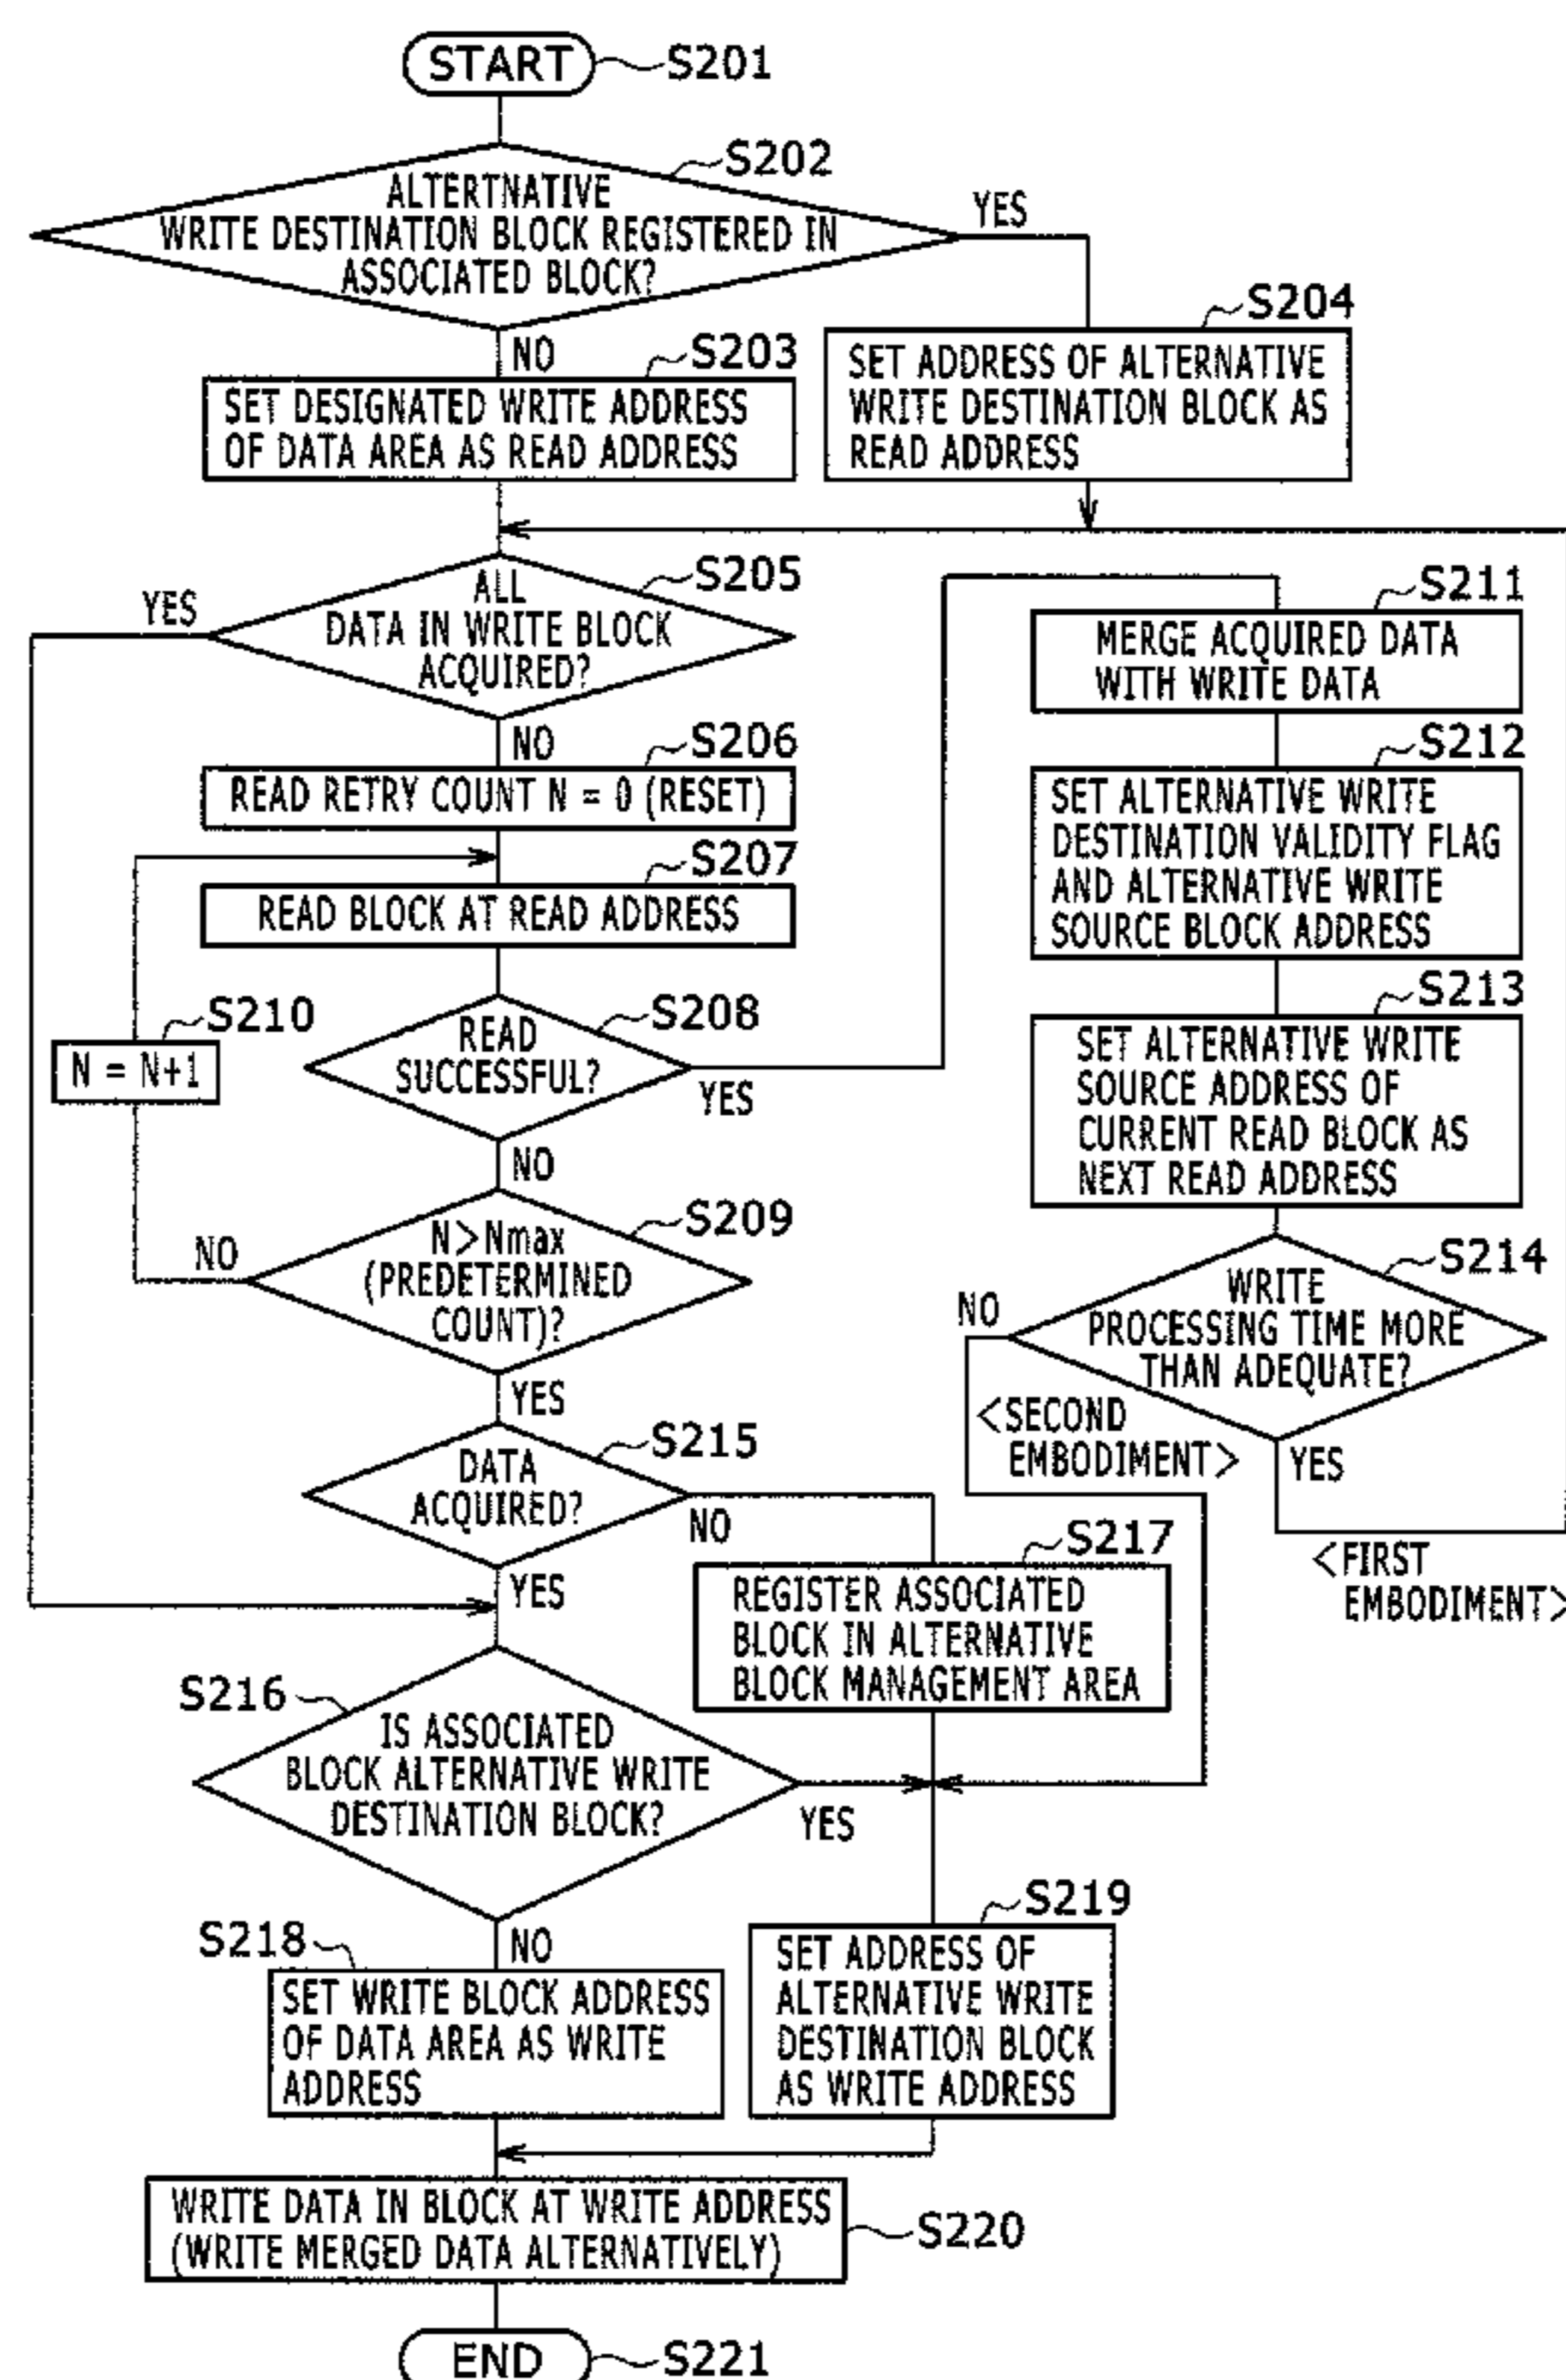 START
S201
S202
ALTERTNATIVE
WRITE DESTINATION BLOCK REGISTERED IN
ASSOCIATED BLOCK?
YES
NO
S203
SET DESIGNATED WRITE ADDRESS
OF DATA AREA AS READ ADDRESS
S204
SET ADDRESS OF ALTERNATIVE
WRITE DESTINATION BLOCK AS
READ ADDRESS
S205
ALL
DATA IN WRITE BLOCK
ACQUIRED?
YES
NO
S206
READ RETRY COUNT N = 0 (RESET)
S207
READ BLOCK AT READ ADDRESS
S208
READ
SUCCESSFUL?
YES
NO
S210
N = N+1
S209
N>Nmax
(PREDETERMINED
COUNT)?
NO
YES
S211
MERGE ACQUIRED DATA
WITH WRITE DATA
S212
SET ALTERNATIVE WRITE
DESTINATION VALIDITY FLAG
AND ALTERNATIVE WRITE
SOURCE BLOCK ADDRESS
S213
SET ALTERNATIVE WRITE
SOURCE ADDRESS OF
CURRENT READ BLOCK AS
NEXT READ ADDRESS
S214
WRITE
PROCESSING TIME MORE
THAN ADEQUATE?
NO
<SECOND
EMBODIMENT>
YES
<FIRST
EMBODIMENT>
S215
DATA
ACQUIRED?
NO
YES
S217
REGISTER ASSOCIATED
BLOCK IN ALTERNATIVE
BLOCK MANAGEMENT AREA
S216
IS ASSOCIATED
BLOCK ALTERNATIVE WRITE
DESTINATION BLOCK?
YES
NO
S218
SET WRITE BLOCK ADDRESS
OF DATA AREA AS WRITE
ADDRESS
S219
SET ADDRESS OF
ALTERNATIVE WRITE
DESTINATION BLOCK
AS WRITE ADDRESS
WRITE DATA IN BLOCK AT WRITE ADDRESS
(WRITE MERGED DATA ALTERNATIVELY)
S220
END
S221